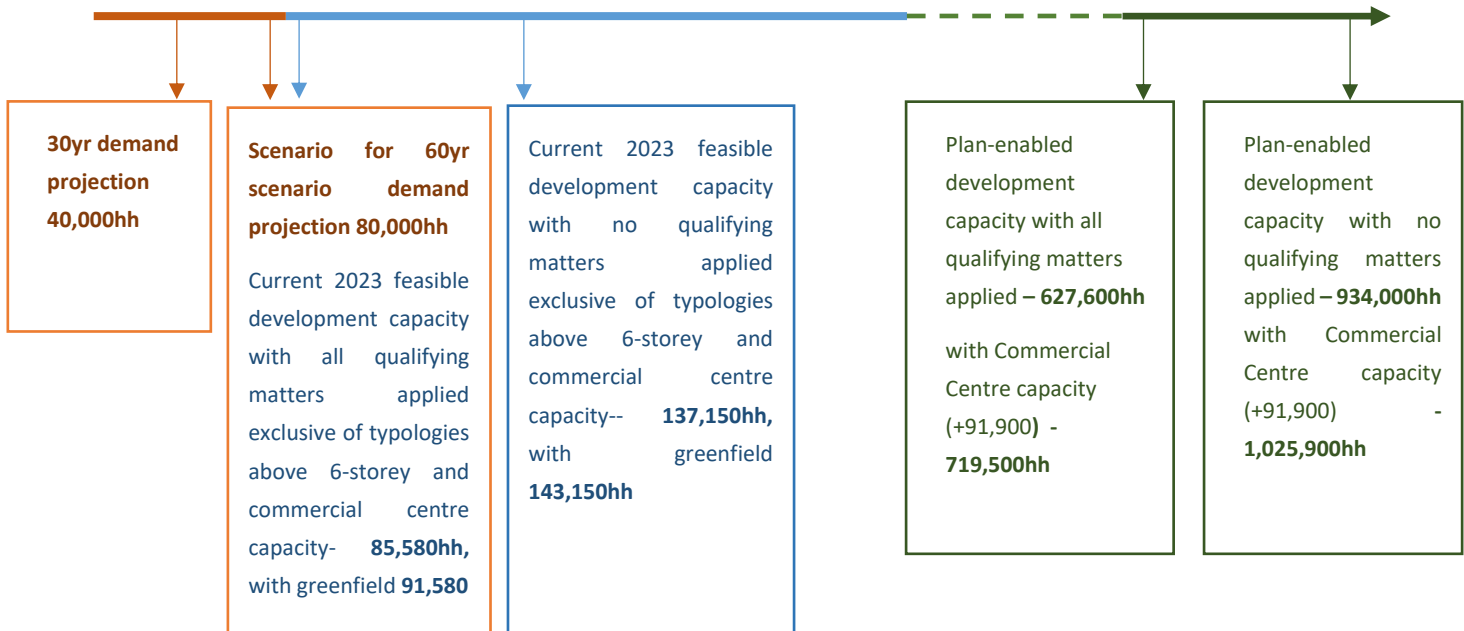 30yr demand
projection
40,000hh
Scenario for 60yr
scenario demand
projection 80,000hh
Current 2023 feasible
development capacity
with all qualifying
matters applied
exclusive of typologies
above 6-storey and
commercial centre
capacity- 85,580hh,
with greenfield 91,580
Current 2023 feasible
development capacity
with no qualifying
matters applied
exclusive of typologies
above 6-storey and
commercial centre
capacity-- 137,150hh,
with greenfield
143,150hh
Plan-enabled
development
capacity with all
qualifying matters
applied – 627,600hh
with Commercial
Centre capacity
(+91,900) -
719,500hh
Plan-enabled
development
capacity with no
qualifying matters
applied – 934,000hh
with Commercial
Centre capacity
(+91,900) -
1,025,900hh